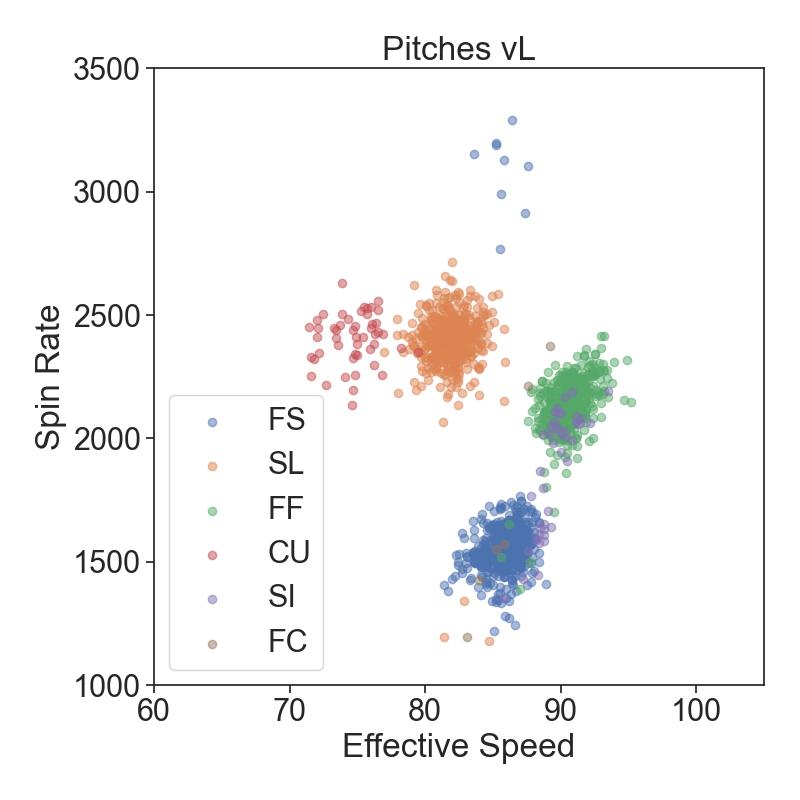 Pitches vL
3500
3000
2500
2000
1500
1000
Spin Rate
FS
SL
FF
CU
SI
FC
60
70
80
90
100
Effective Speed